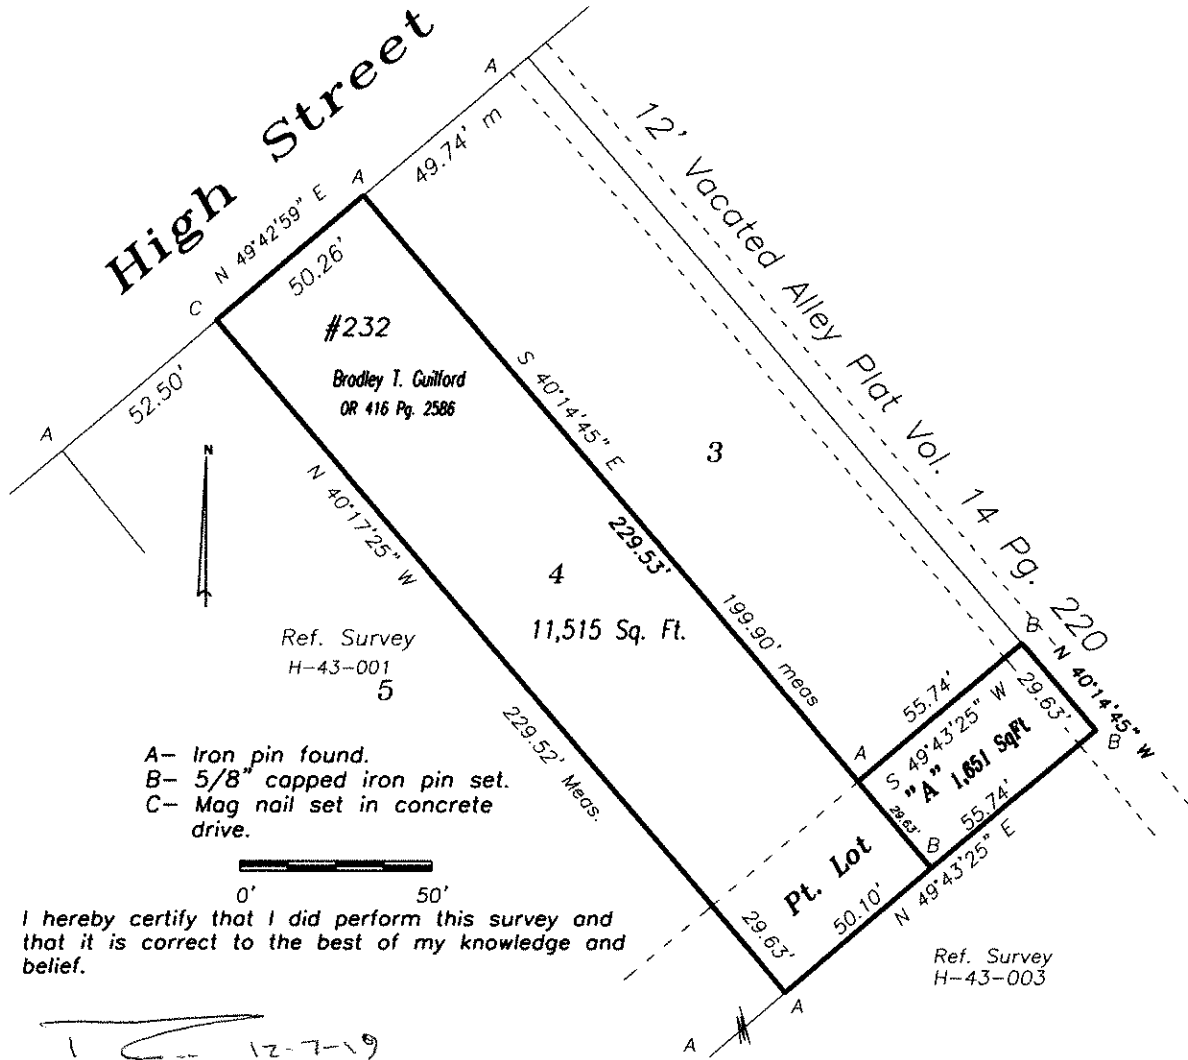 High Street
A
49.74' m
A
N 49°42'59" E
50.26'
C
52.50'
A
12' Vacated Alley Plat Vol. 14 Pg. 220
#232
Brodley T. Guilford
OR 416 Pg. 2586
N
S 40°14'45" E
229.53'
199.90' meas
3
N 40°17'25" W
229.52' Meas.
4
11,515 Sq. Ft.
Ref. Survey
H-43-001
5
B
N 40°14'45" W
29.63'
B
55.74'
S 49°43'25" W
"A" 1,651 SqFt
55.74'
A
29.63'
B
N 49°43'25" E
Pt. Lot
50.10'
29.63'
A
A
Ref. Survey
H-43-003
A– Iron pin found.
B– 5/8" capped iron pin set.
C– Mag nail set in concrete
drive.
0' 50'
I hereby certify that I did perform this survey and
that it is correct to the best of my knowledge and
belief.
12-7-19